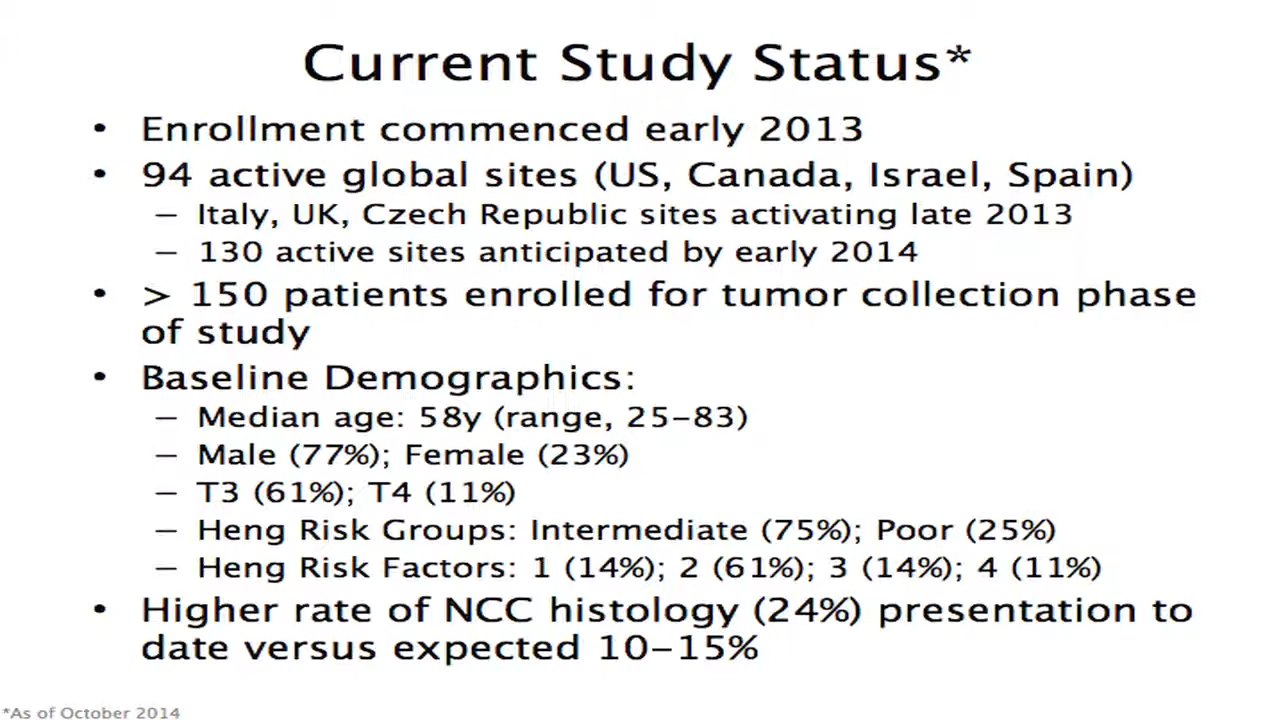 Current Study Status*
• Enrollment commenced early 2013
• 94 active global sites (US, Canada, Israel, Spain)
– Italy, UK, Czech Republic sites activating late 2013
– 130 active sites anticipated by early 2014
• > 150 patients enrolled for tumor collection phase
of study
• Baseline Demographics:
– Median age: 58y (range, 25–83)
– Male (77%); Female (23%)
– T3 (61%); T4 (11%)
– Heng Risk Groups: Intermediate (75%); Poor (25%)
– Heng Risk Factors: 1 (14%); 2 (61%); 3 (14%); 4 (11%)
• Higher rate of NCC histology (24%) presentation to
date versus expected 10–15%
*As of October 2014